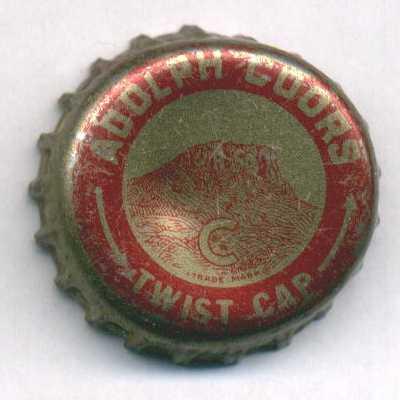 ADOLPH COORS
C
TRADE MARK
TWIST CAP